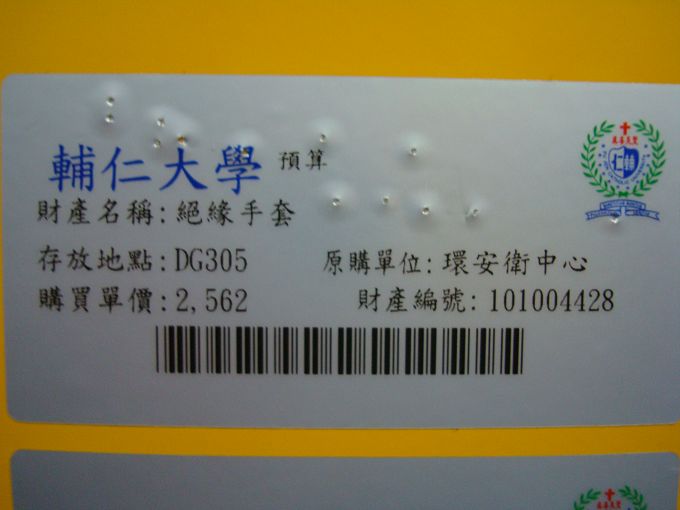 輔仁大學 預算
財產名稱:絕緣手套
存放地點:DG305 原購單位:環安衛中心
購買單價:2,562 財產編號:101004428